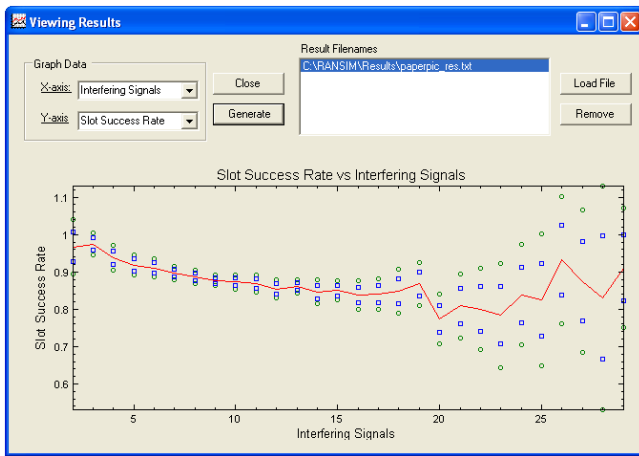 Viewing Results
Graph Data
X-axis: Interfering Signals
Y-axis Slot Success Rate
Close
Generate
Result Filenames
C:\RANSIM\Results\paperpic_res.txt
Load File
Remove
Slot Success Rate vs Interfering Signals
Slot Success Rate
1.1
1
0.9
0.8
0.7
0.6
5
10
15
20
25
Interfering Signals